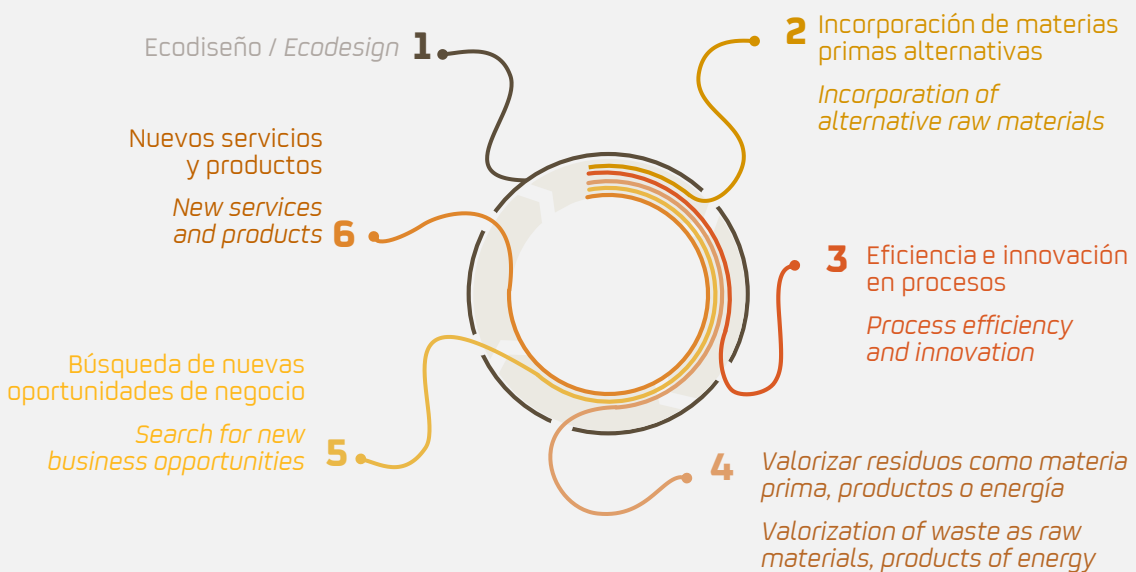 Ecodiseño / Ecodesign 1
2 Incorporación de materias
primas alternativas
Incorporation of
alternative raw materials
3 Eficiencia e innovación
en procesos
Process efficiency
and innovation
4 Valorizar residuos como materia
prima, productos o energía
Valorization of waste as raw
materials, products of energy
Búsqueda de nuevas
oportunidades de negocio
Search for new
business opportunities 5
Nuevos servicios
y productos
New services
and products 6